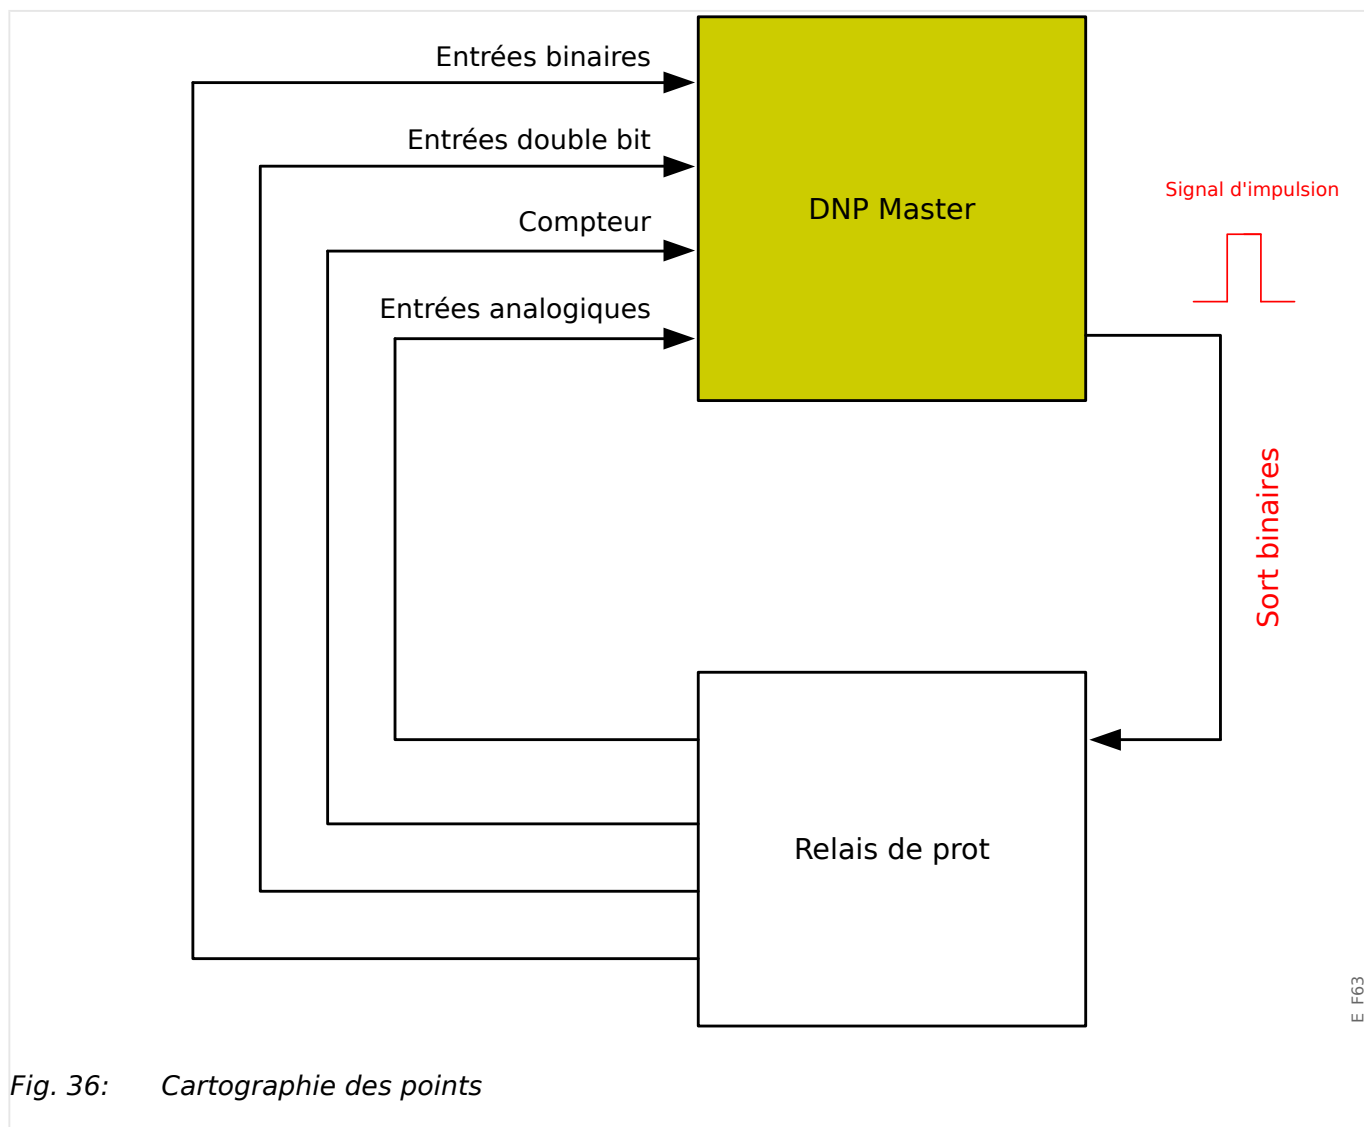 Entrées binaires
Entrées double bit
Compteur
Entrées analogiques
DNP Master
Signal d'impulsion
Sort binaires
Relais de prot
E_F63
Fig. 36: Cartographie des points